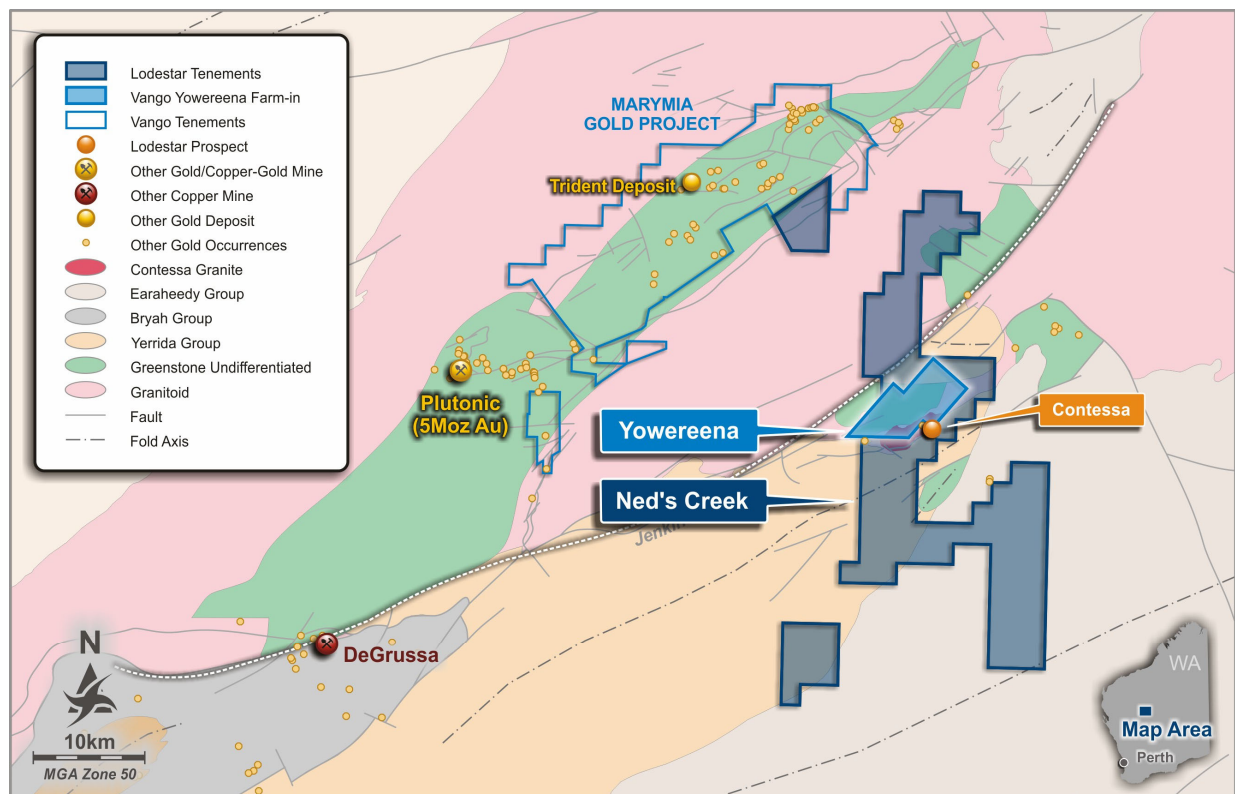 Lodestar Tenements
Vango Yowereena Farm-in
Vango Tenements
Lodestar Prospect
Other Gold/Copper-Gold Mine
Other Copper Mine
Other Gold Deposit
Other Gold Occurrences
Contessa Granite
Earaheedy Group
Bryah Group
Yerrida Group
Greenstone Undifferentiated
Granitoid
Fault
Fold Axis
MARYMIA
GOLD PROJECT
Trident Deposit
Plutonic
(5Moz Au)
Yowereena
Contessa
Ned's Creek
DeGrussa
N
10km
MGA Zone 50
WA
Map Area
Perth